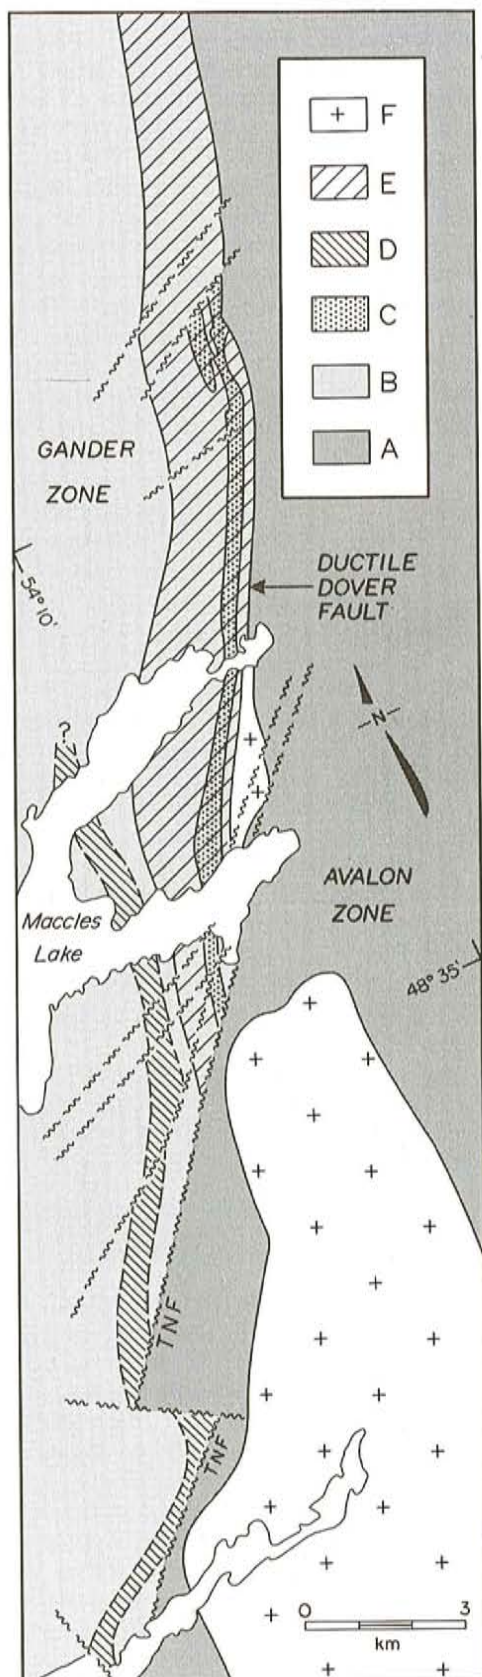 F
E
D
C
B
A
GANDER
ZONE
54°10'
DUCTILE
DOVER
FAULT
N
?
AVALON
ZONE
Maccles
Lake
48°35'
TNF
TNF
0 3
km